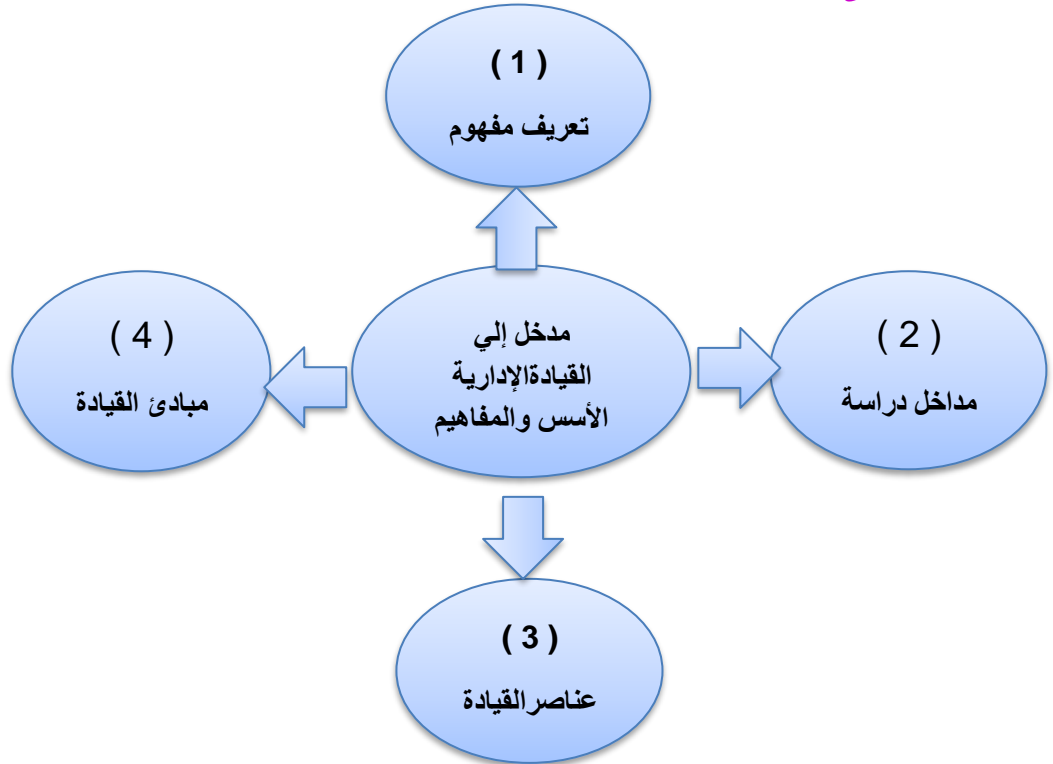 ( 1 )
تعريف مفهوم
مدخل إلي
القيادةالإدارية
الأسس والمفاهيم
( 2 )
مداخل دراسة
( 3 )
عناصرالقيادة
( 4 )
مبادئ القيادة